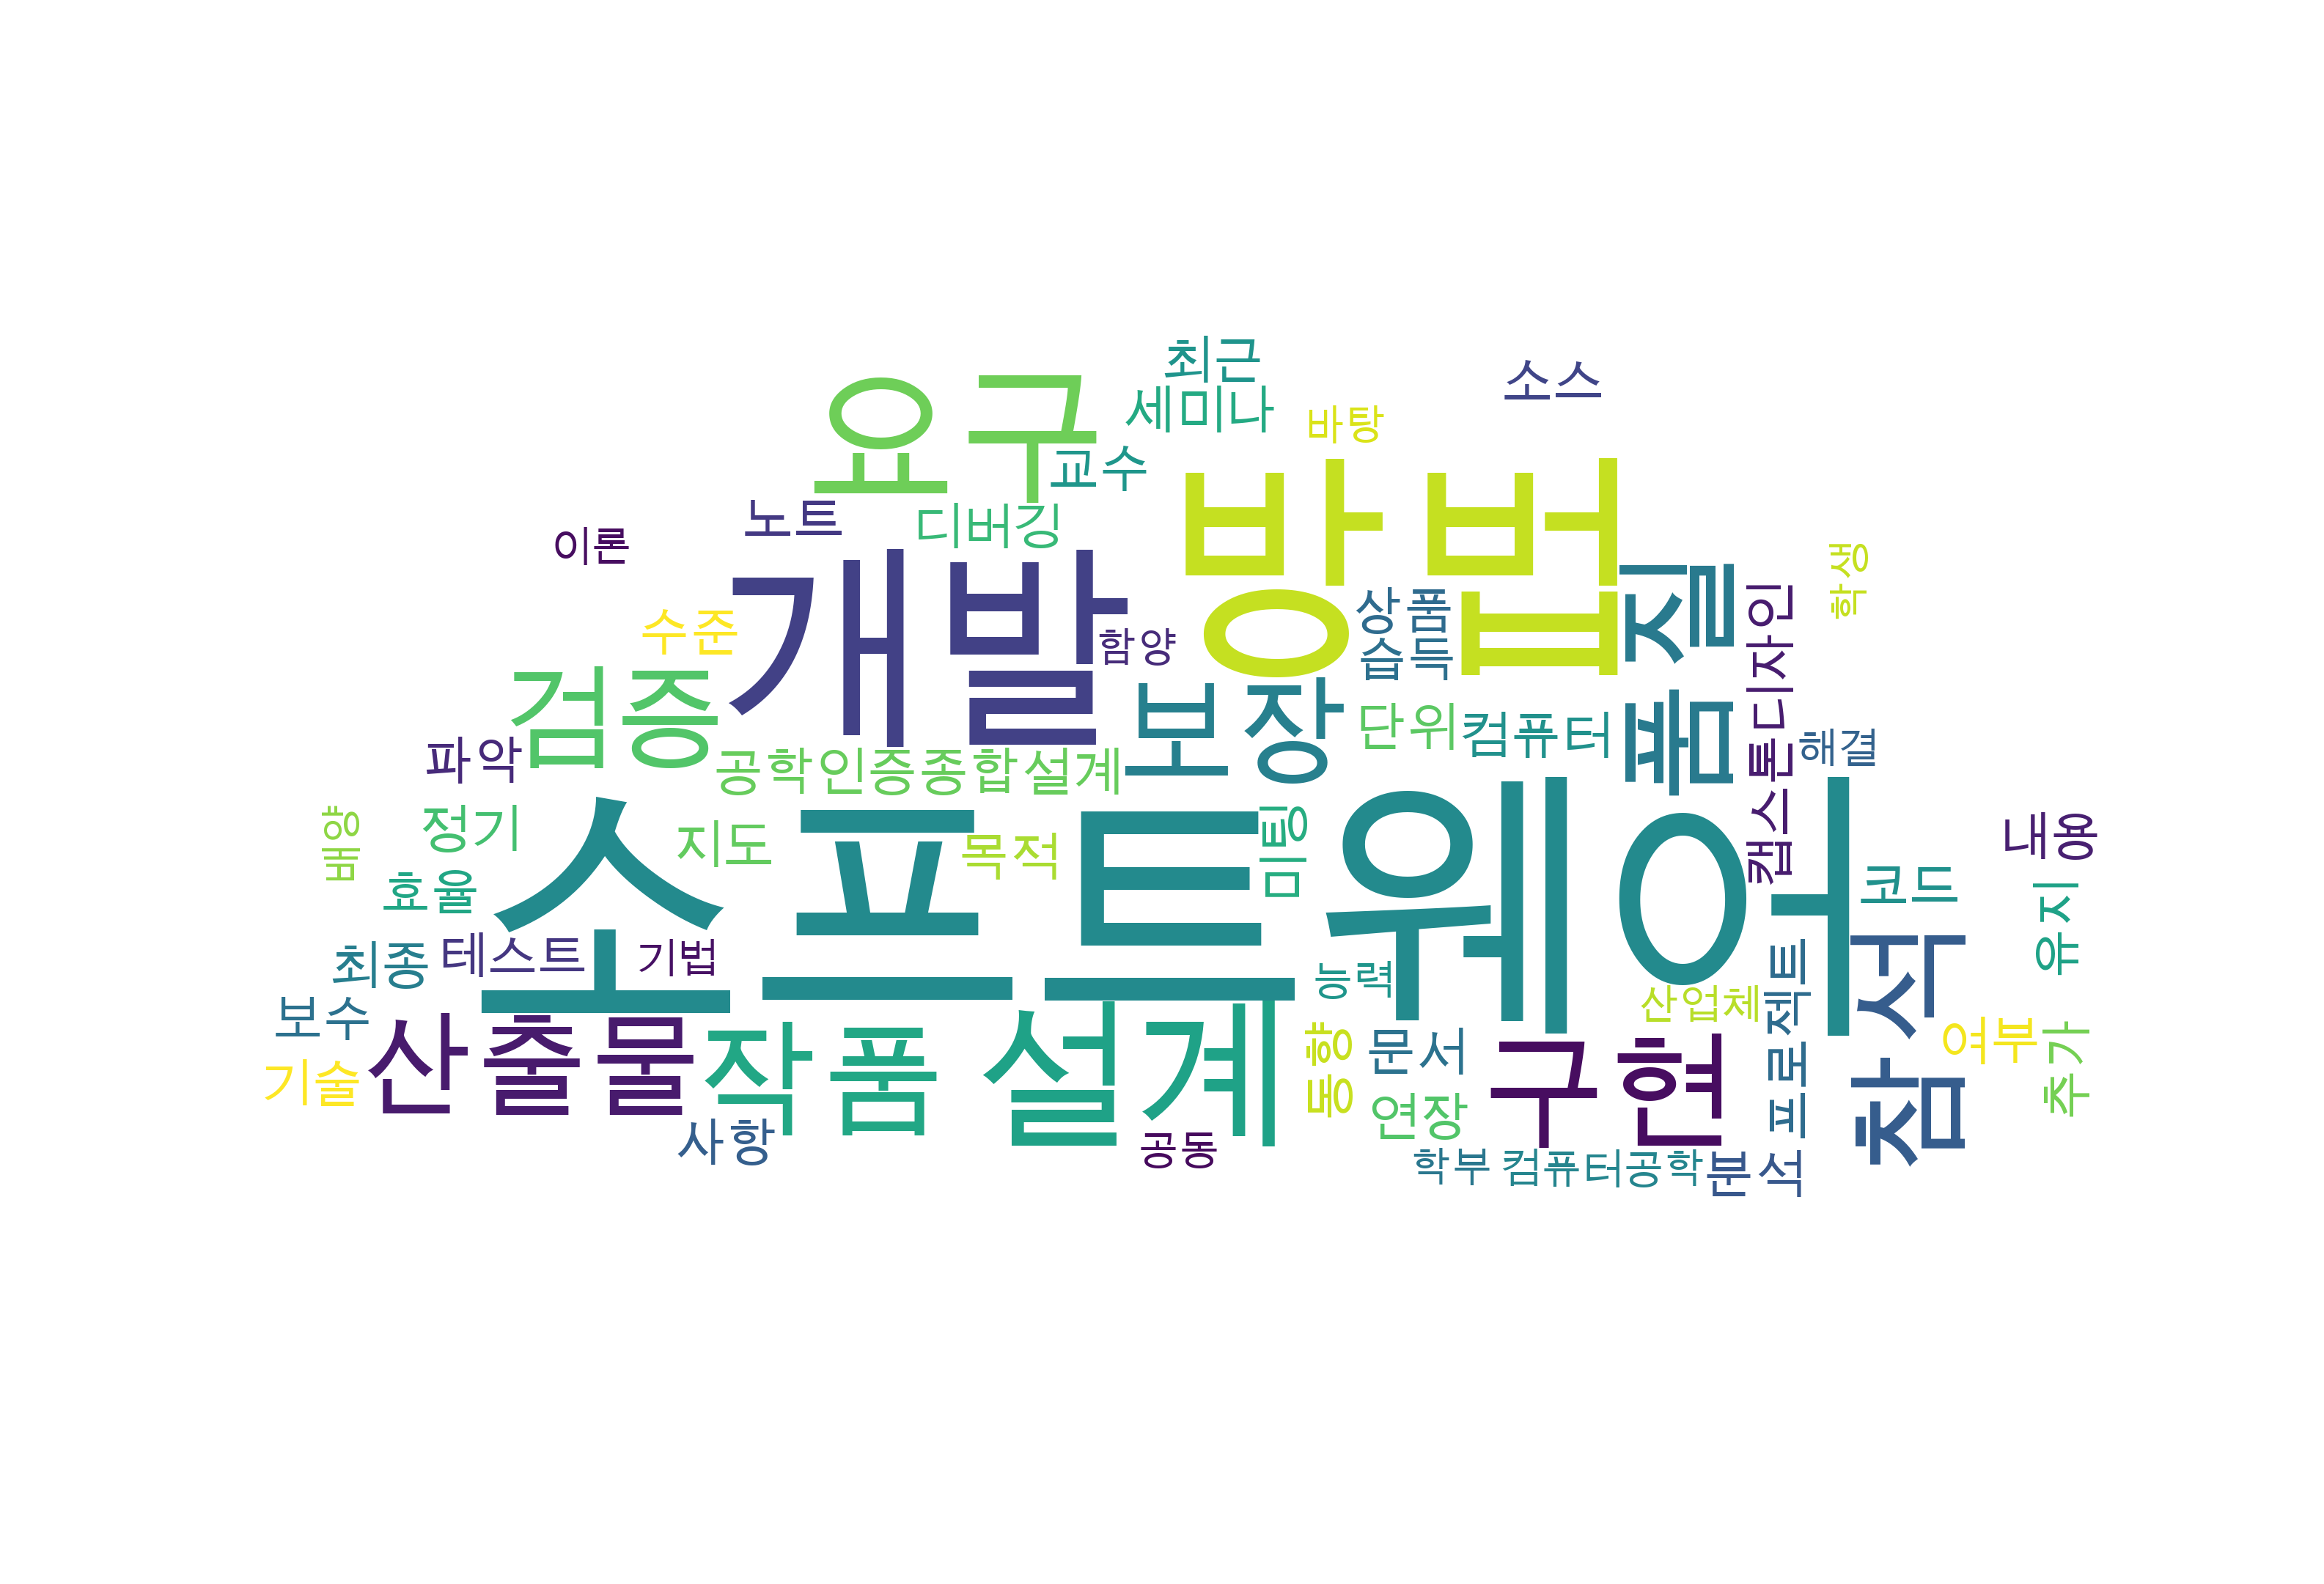 최근
소스
세미나
바탕
요구
교수
방법
노트
디버깅
이론
개발
품질
학생
상품
수준
함양
습득
캡스톤디자인
검증
보장
단위
컴퓨터
파악
해결
공학인증종합설계
소프트웨어
정기
미팅
내용
북항
지도
목적
효율
코드
유지
최종
테스트
기법
능력
참석
프로젝트
산업체
보수
산출물
작품
설계
동향
문서
구현
여부
추가
기술
연장
사항
공동
학부
컴퓨터공학
분석